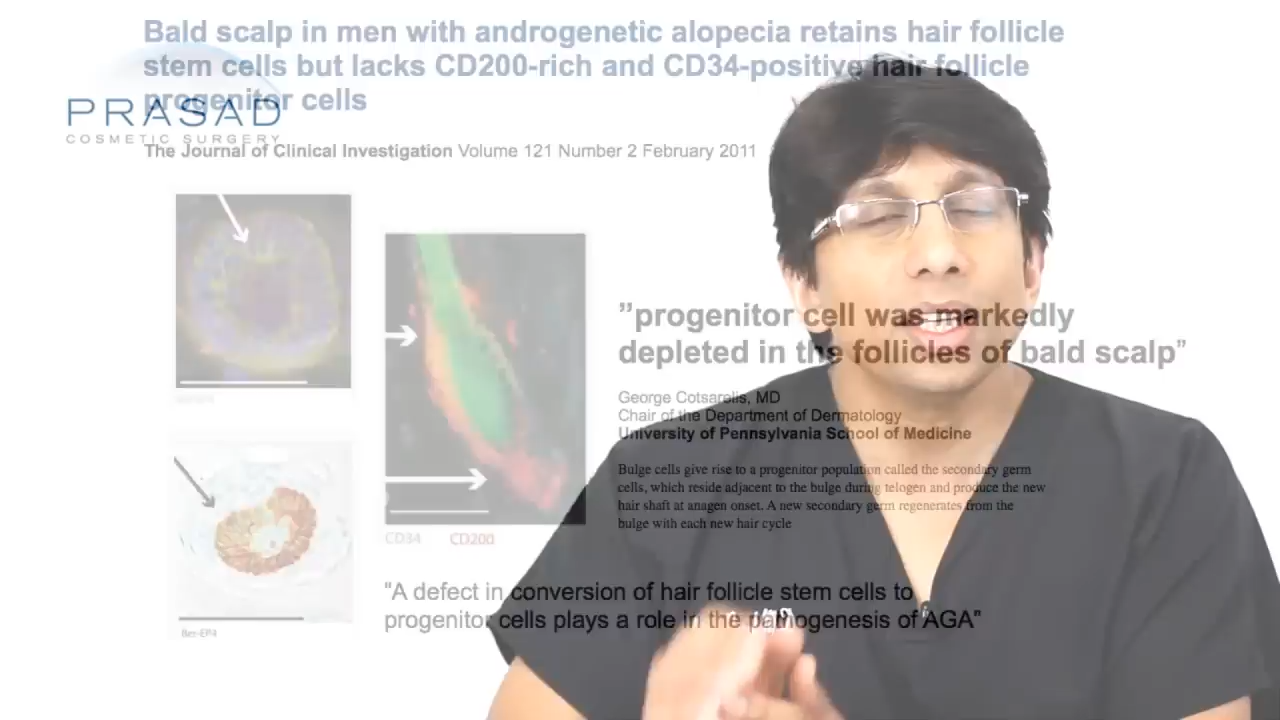 Bald scalp in men with androgenetic alopecia retains hair follicle
stem cells but lacks CD200-rich and CD34-positive hair follicle
progenitor cells
PRASAD
COSMETIC SURGERY
The Journal of Clinical Investigation Volume 121 Number 2 February 2011
"progenitor cell was markedly
depleted in the follicles of bald scalp"
George Cotsarelis, MD
Chair of the Department of Dermatology
University of Pennsylvania School of Medicine
Bulge cells give rise to a progenitor population called the secondary germ
cells, which reside adjacent to the bulge during telogen and produce the new
hair shaft at anagen onset. A new secondary germ regenerates from the
bulge with each new hair cycle
CD34 CD200
"A defect in conversion of hair follicle stem cells to
progenitor cells plays a role in the pathogenesis of AGA"
Ber-EP4